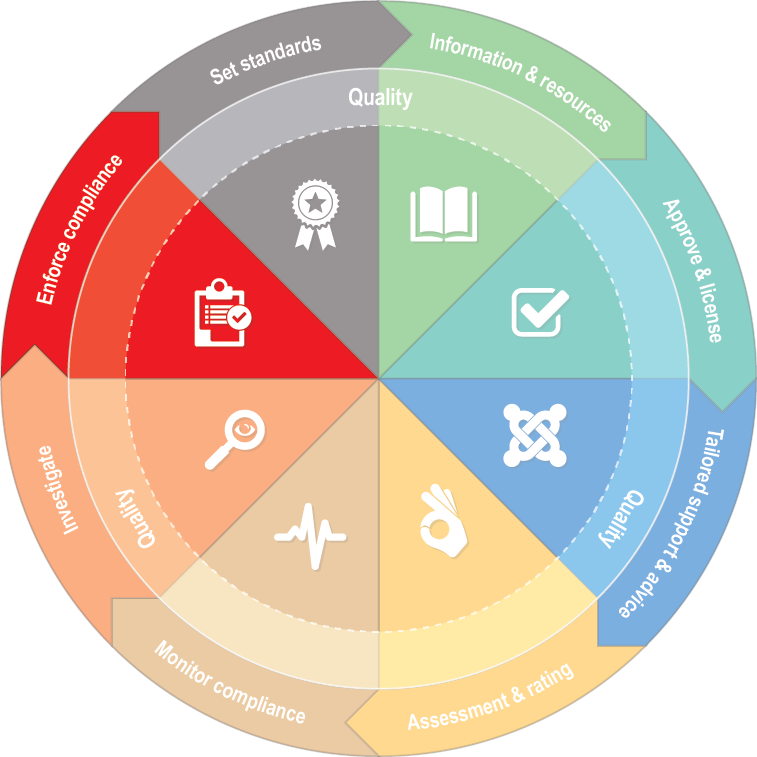 Set standards
Information & resources
Approve & license
Tailored support & advice
Assessment & rating
Monitor compliance
Investigate
Enforce compliance
Quality
Quality
Quality